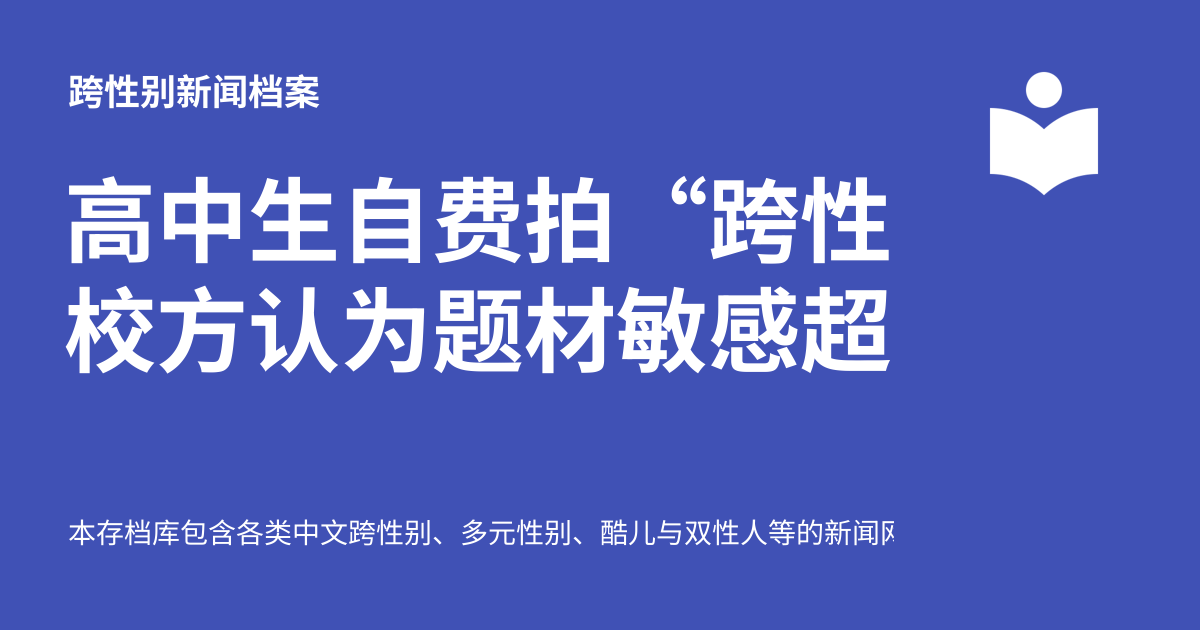 跨性别新闻档案
高中生自费拍“跨性
校方认为题材敏感超
本存档库包含各类中文跨性别、多元性别、酷儿与双性人等的新闻网